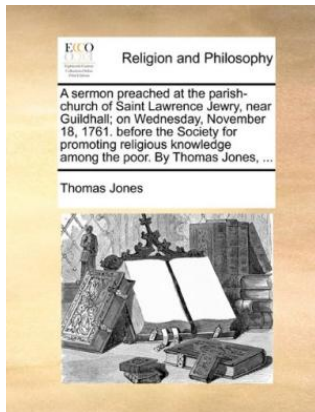 ECCO
Religion and Philosophy
A sermon preached at the parish-
church of Saint Lawrence Jewry, near
Guildhall; on Wednesday, November
18, 1761. before the Society for
promoting religious knowledge
among the poor. By Thomas Jones, ...
Thomas Jones